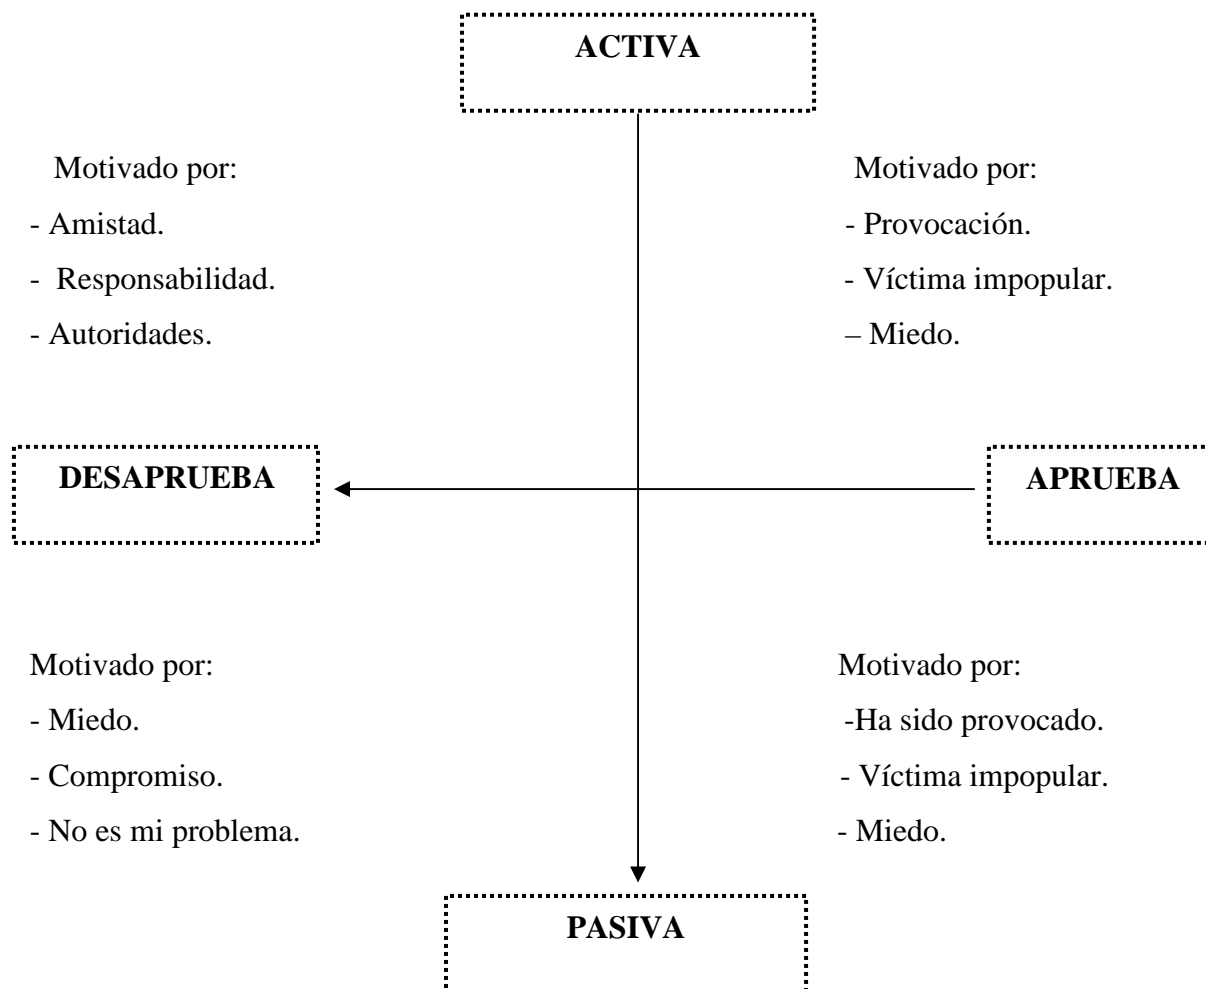 ACTIVA
Motivado por:
- Amistad.
- Responsabilidad.
- Autoridades.
Motivado por:
- Provocación.
- Víctima impopular.
– Miedo.
DESAPRUEBA
APRUEBA
Motivado por:
- Miedo.
- Compromiso.
- No es mi problema.
Motivado por:
-Ha sido provocado.
- Víctima impopular.
- Miedo.
PASIVA